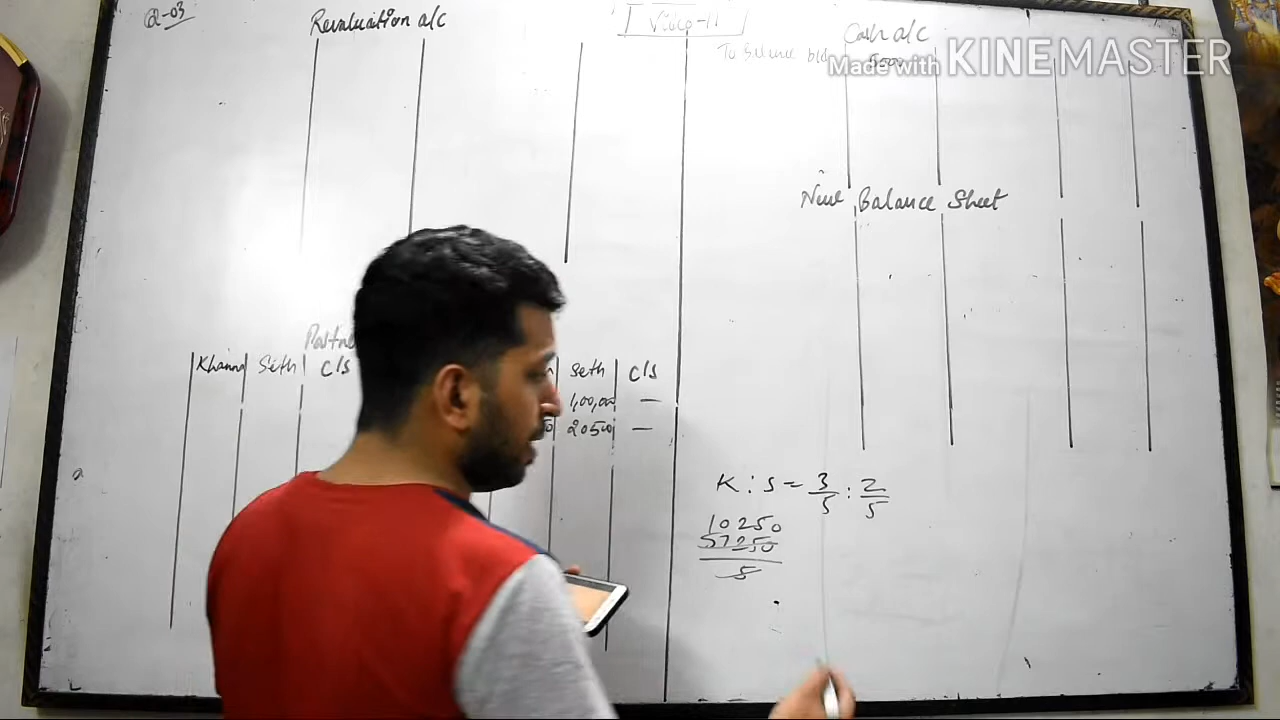 Q-03
Revaluation a/c
Video-11
Cash a/c
To Balance b/d
Made with KINEMASTER
New Balance Sheet
Khanna Seth C/S
Seth C/S
1,00,000 —
20500 —
K : S = 3/5 : 2/5
10250
57250
5